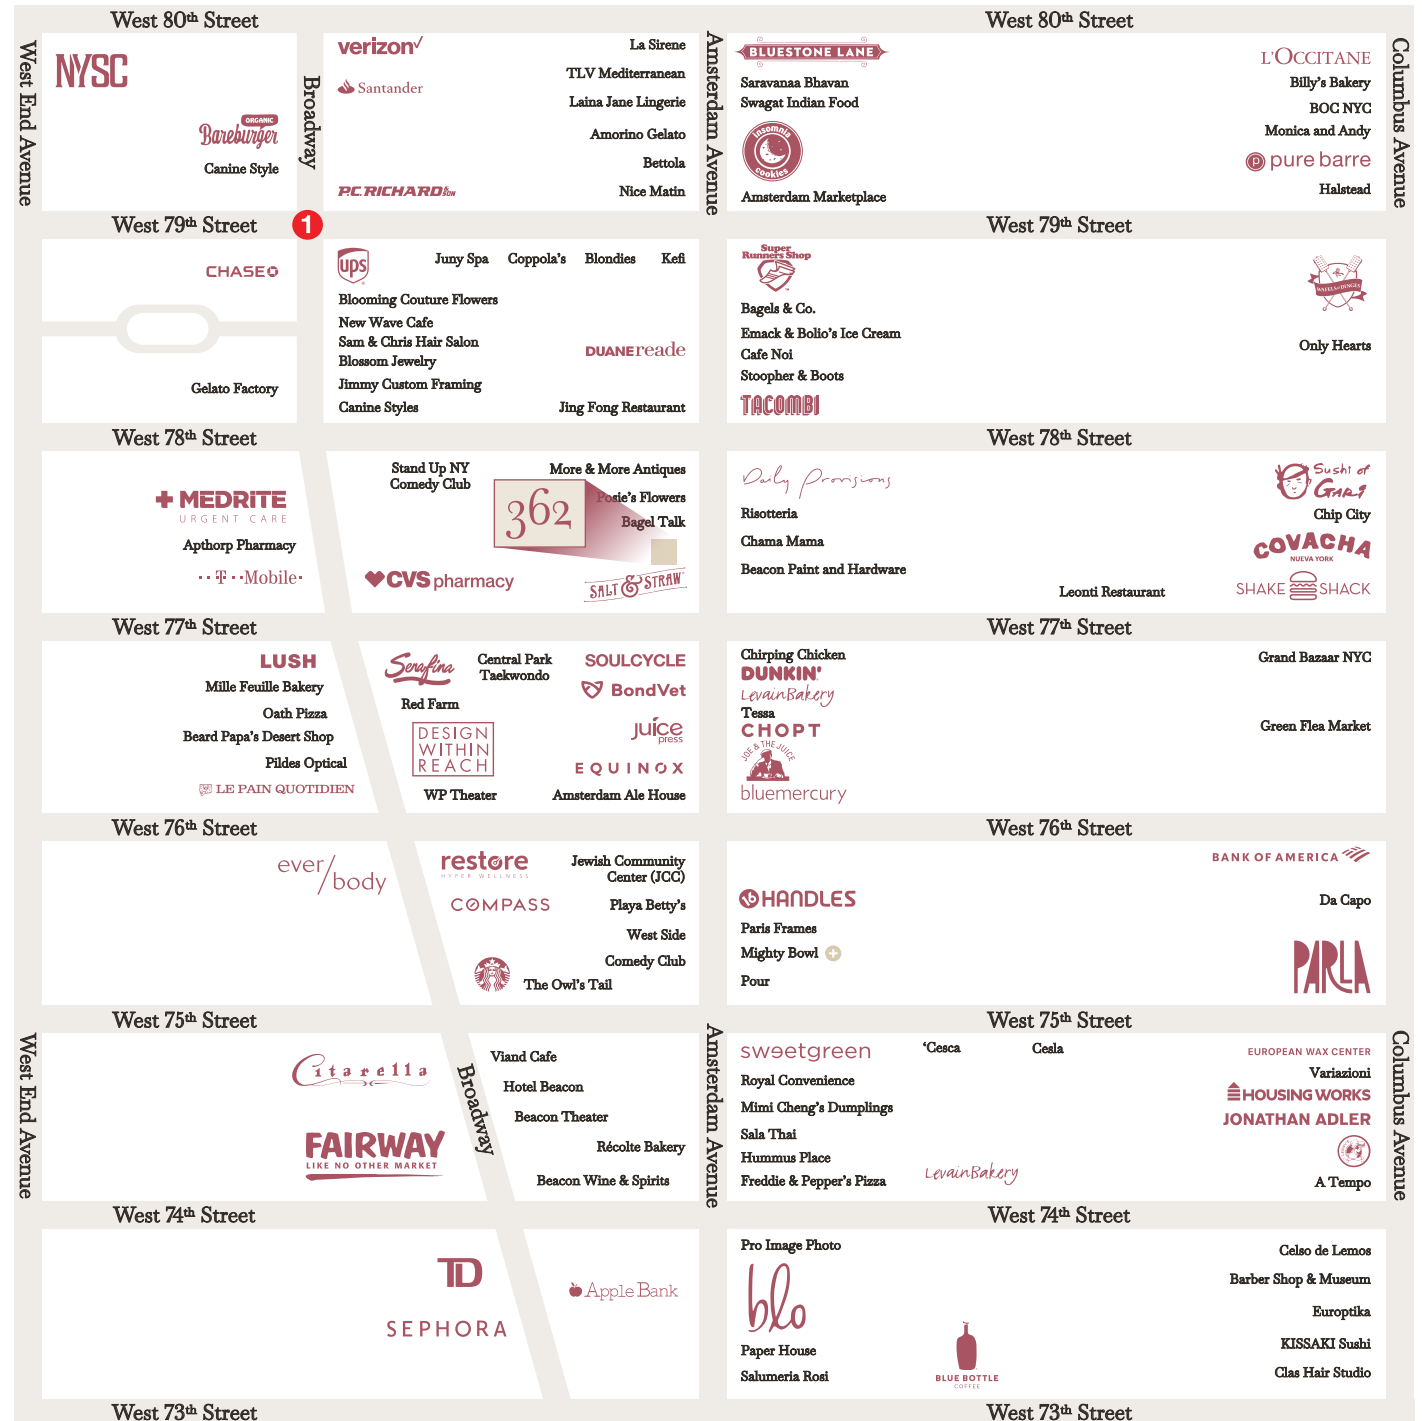 West 80th Street
West 80th Street
West End Avenue
Broadway
Amsterdam Avenue
Columbus Avenue
NYSC
ORGANIC
Bareburger
Canine Style
verizon
Santander
P.C. RICHARD & SON
La Sirene
TLV Mediterranean
Laina Jane Lingerie
Amorino Gelato
Bettola
Nice Matin
BLUESTONE LANE
Saravanaa Bhavan
Swagat Indian Food
insomnia
cookies
Amsterdam Marketplace
L'OCCITANE
Billy's Bakery
BOC NYC
Monica and Andy
p pure barre
Halstead
West 79th Street
1
West 79th Street
CHASE
Gelato Factory
ups
Juny Spa
Coppola's
Blondies
Kefi
Blooming Couture Flowers
New Wave Cafe
Sam & Chris Hair Salon
Blossom Jewelry
Jimmy Custom Framing
Canine Styles
DUANEreade
Jing Fong Restaurant
Super
Runners Shop
Bagels & Co.
Emack & Bolio's Ice Cream
Cafe Noi
Stoopher & Boots
TACOMBI
WAFELS & DINGES
Only Hearts
West 78th Street
West 78th Street
MEDRITE
URGENT CARE
Apthorp Pharmacy
T Mobile
Stand Up NY
Comedy Club
More & More Antiques
Posie's Flowers
Bagel Talk
362
CVS pharmacy
SALT & STRAW
Daily Provisions
Risotteria
Chama Mama
Beacon Paint and Hardware
Leonti Restaurant
Sushi of
GARI
Chip City
COVACHA
NUEVA YORK
SHAKE SHACK
West 77th Street
West 77th Street
LUSH
Mille Feuille Bakery
Oath Pizza
Beard Papa's Desert Shop
Pildes Optical
LE PAIN QUOTIDIEN
Serafina
Central Park
Taekwondo
Red Farm
DESIGN
WITHIN
REACH
WP Theater
SOULCYCLE
BondVet
juice
press
EQUINOX
Amsterdam Ale House
Chirping Chicken
DUNKIN'
Levain Bakery
Tessa
CHOPT
JOE & THE JUICE
bluemercury
Grand Bazaar NYC
Green Flea Market
West 76th Street
West 76th Street
ever/body
restore
HYPER WELLNESS
COMPASS
Jewish Community
Center (JCC)
Playa Betty's
West Side
Comedy Club
The Owl's Tail
HANDLES
Paris Frames
Mighty Bowl
Pour
BANK OF AMERICA
Da Capo
PARLA
West 75th Street
West 75th Street
West End Avenue
Broadway
Amsterdam Avenue
Columbus Avenue
Citarella
FAIRWAY
LIKE NO OTHER MARKET
Viand Cafe
Hotel Beacon
Beacon Theater
Récolte Bakery
Beacon Wine & Spirits
sweetgreen
'Cesca
Cesla
Royal Convenience
Mimi Cheng's Dumplings
Sala Thai
Hummus Place
Freddie & Pepper's Pizza
Levain Bakery
EUROPEAN WAX CENTER
Variazioni
HOUSING WORKS
JONATHAN ADLER
A Tempo
West 74th Street
West 74th Street
TD
SEPHORA
Apple Bank
Pro Image Photo
blo
Paper House
Salumeria Rosi
BLUE BOTTLE
COFFEE
Celso de Lemos
Barber Shop & Museum
Europtika
KISSAKI Sushi
Clas Hair Studio
West 73th Street
West 73th Street